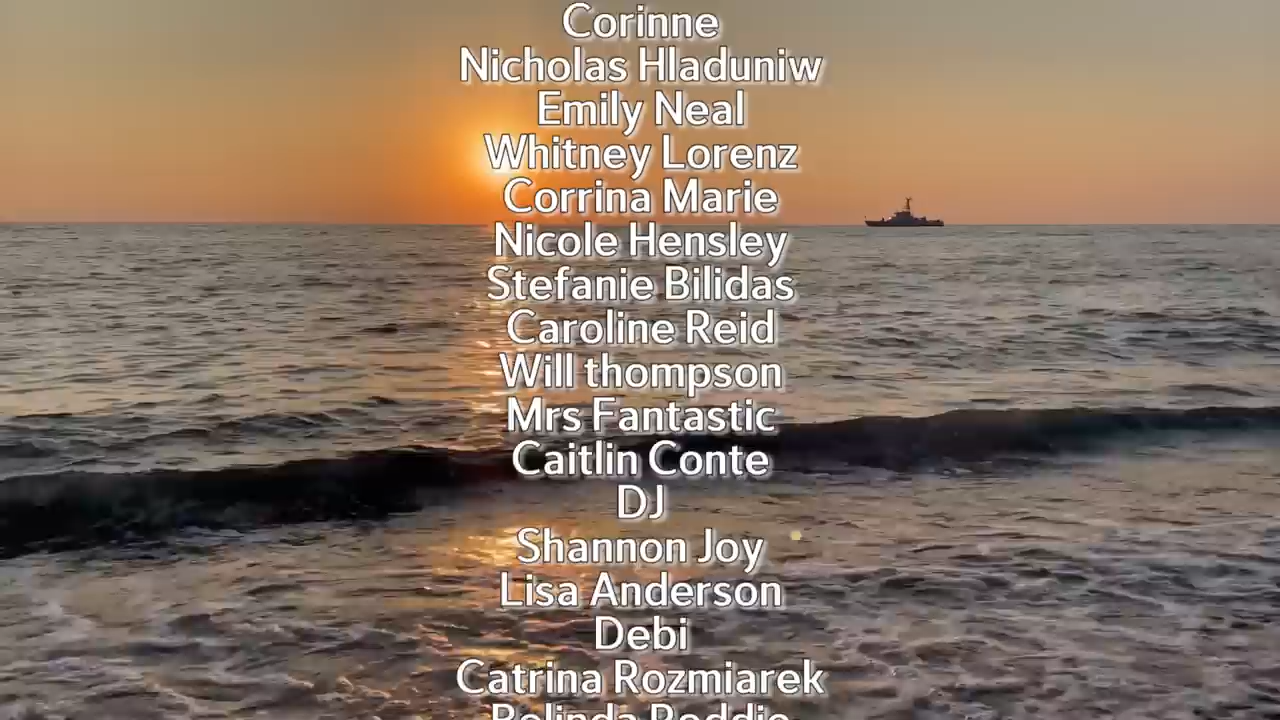 Corinne
Nicholas Hladuniw
Emily Neal
Whitney Lorenz
Corrina Marie
Nicole Hensley
Stefanie Bilidas
Caroline Reid
Will thompson
Mrs Fantastic
Caitlin Conte
DJ
Shannon Joy
Lisa Anderson
Debi
Catrina Rozmiarek